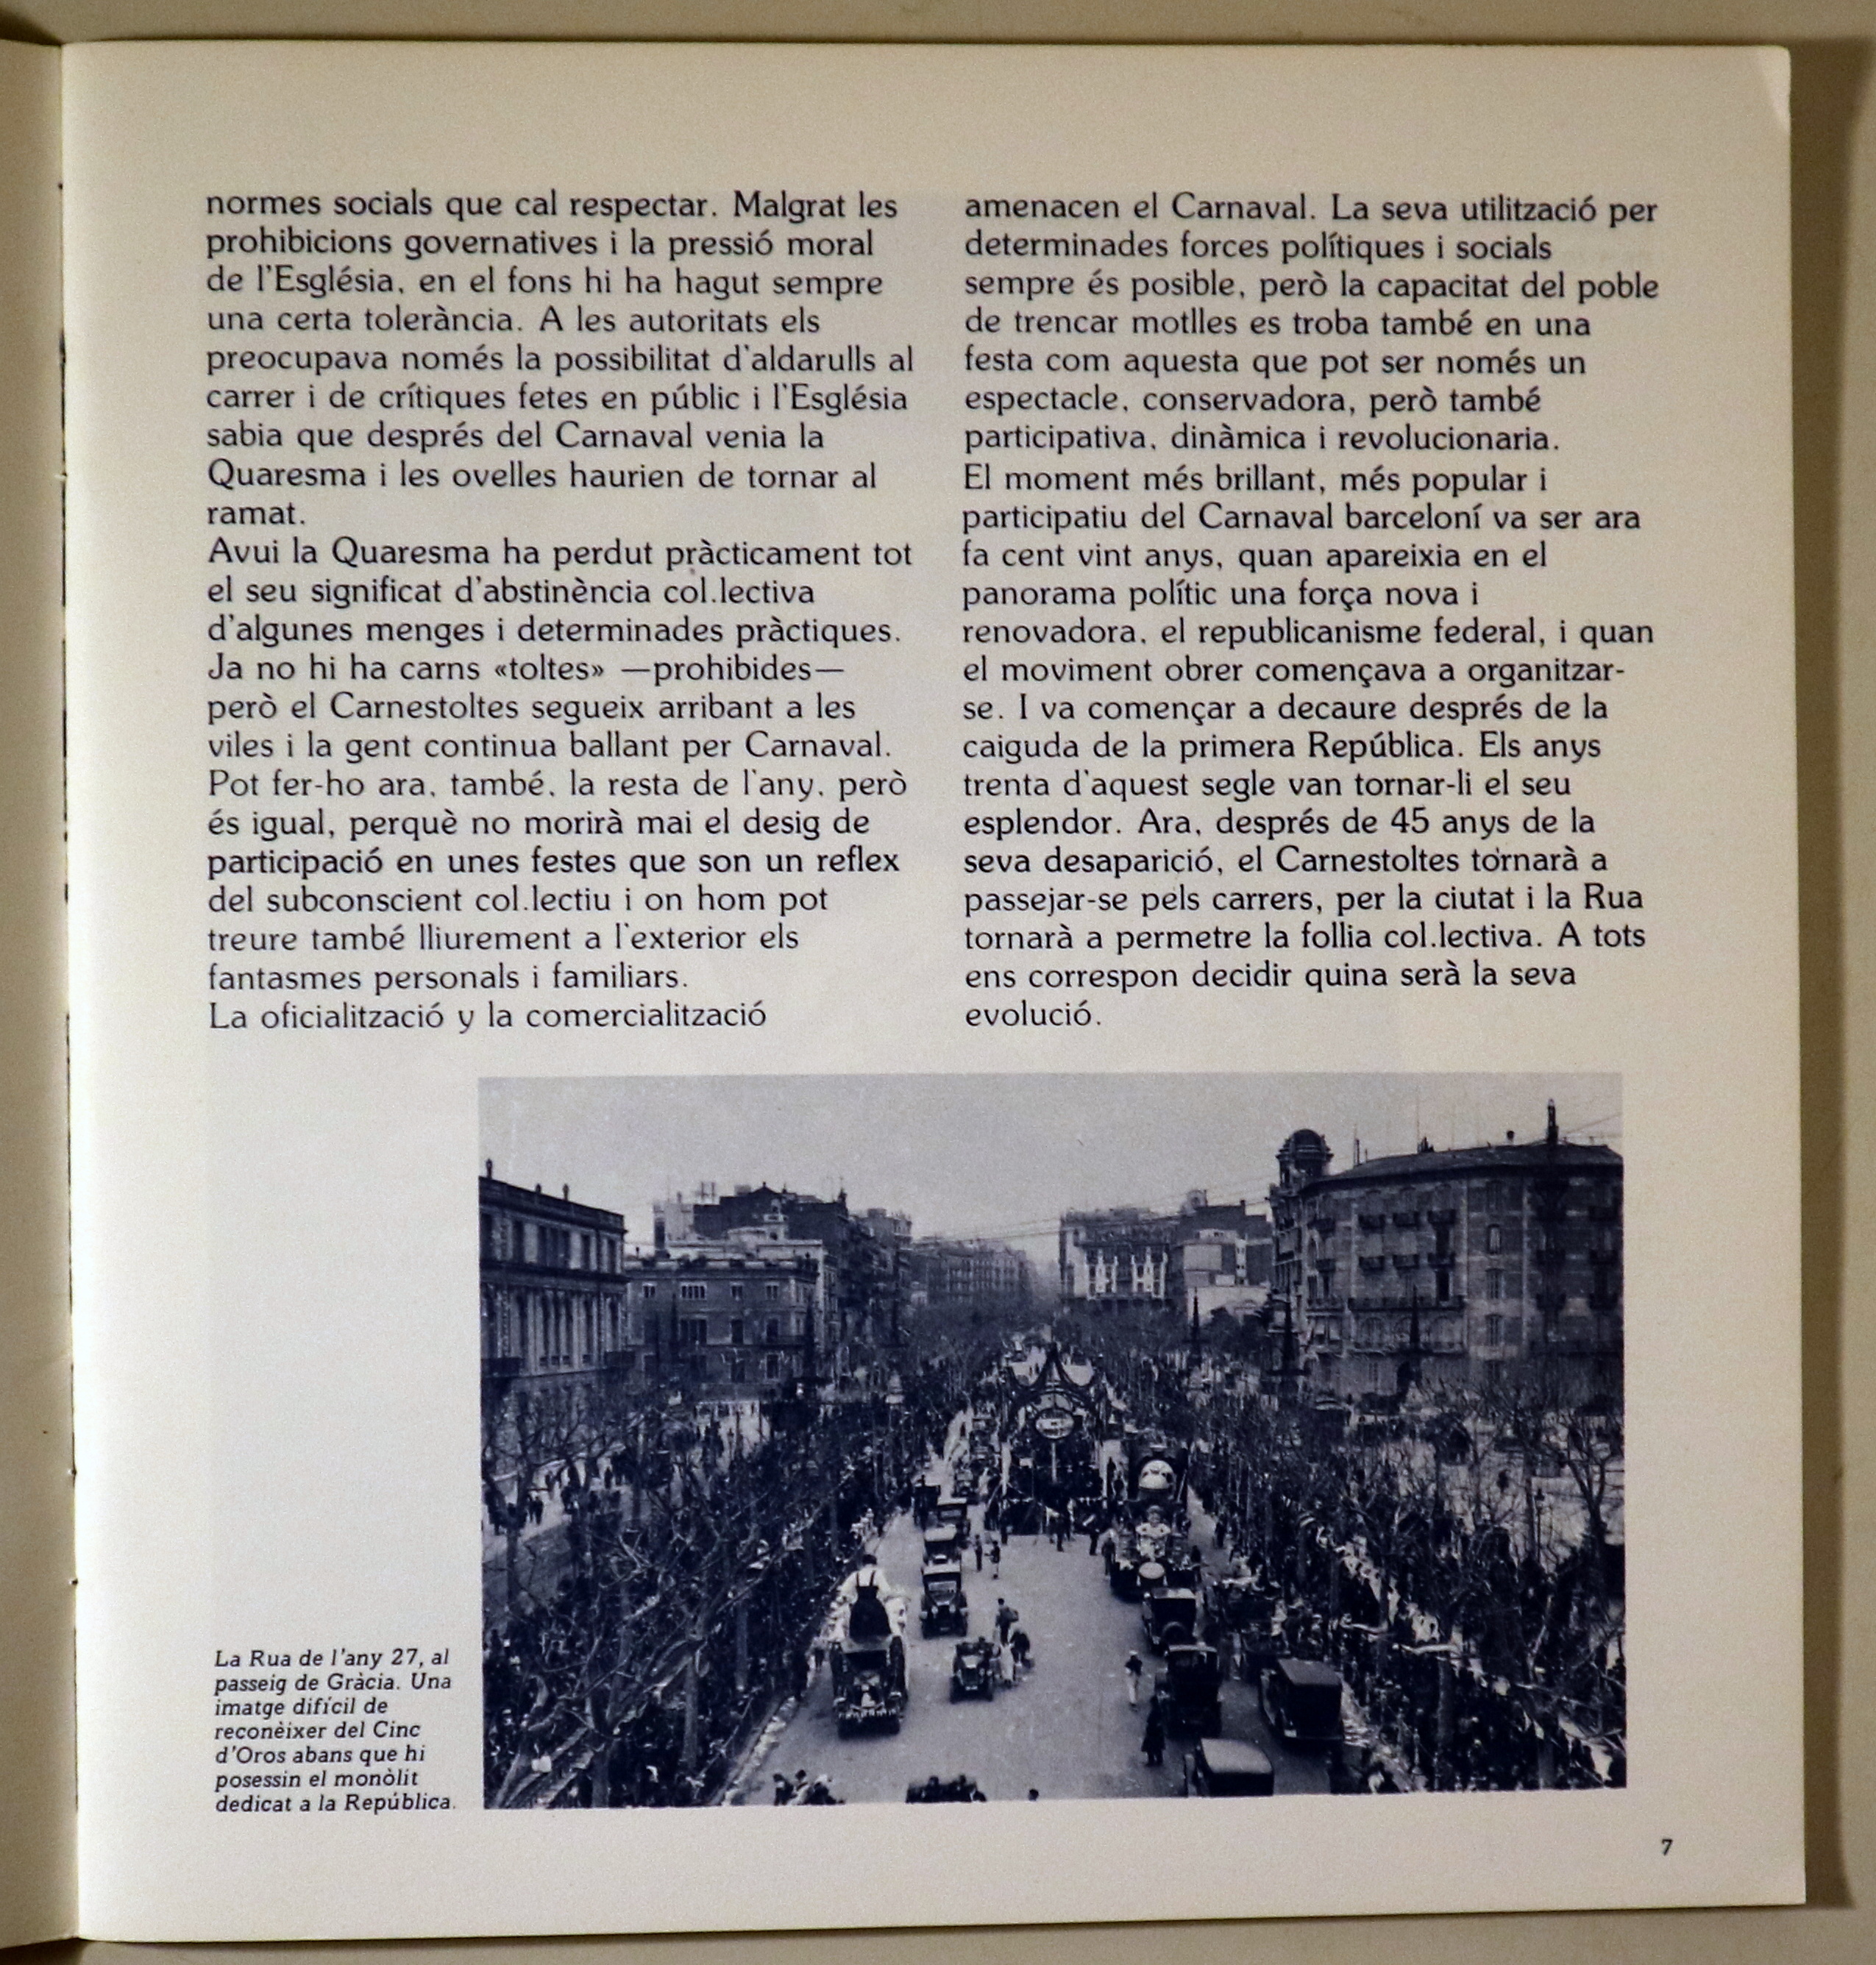 normes socials que cal respectar. Malgrat les
prohibicions governatives i la pressió moral
de l'Església, en el fons hi ha hagut sempre
una certa tolerància. A les autoritats els
preocupava només la possibilitat d'aldarulls al
carrer i de crítiques fetes en públic i l'Església
sabia que després del Carnaval venia la
Quaresma i les ovelles haurien de tornar al
ramat.
Avui la Quaresma ha perdut pràcticament tot
el seu significat d'abstinència col.lectiva
d'algunes menges i determinades pràctiques.
Ja no hi ha carns «toltes» —prohibides—
però el Carnestoltes segueix arribant a les
viles i la gent continua ballant per Carnaval.
Pot fer-ho ara, també, la resta de l'any, però
és igual, perquè no morirà mai el desig de
participació en unes festes que son un reflex
del subconscient col.lectiu i on hom pot
treure també lliurement a l'exterior els
fantasmes personals i familiars.
La oficialització y la comercialització
amenacen el Carnaval. La seva utilització per
determinades forces polítiques i socials
sempre és posible, però la capacitat del poble
de trencar motlles es troba també en una
festa com aquesta que pot ser només un
espectacle, conservadora, però també
participativa, dinàmica i revolucionaria.
El moment més brillant, més popular i
participatiu del Carnaval barceloní va ser ara
fa cent vint anys, quan apareixia en el
panorama polític una força nova i
renovadora, el republicanisme federal, i quan
el moviment obrer començava a organitzar-
se. I va començar a decaure després de la
caiguda de la primera República. Els anys
trenta d'aquest segle van tornar-li el seu
esplendor. Ara, després de 45 anys de la
seva desaparició, el Carnestoltes tornarà a
passejar-se pels carrers, per la ciutat i la Rua
tornarà a permetre la follia col.lectiva. A tots
ens correspon decidir quina serà la seva
evolució.
La Rua de l'any 27, al
passeig de Gràcia. Una
imatge difícil de
reconèixer del Cinc
d'Oros abans que hi
posessin el monòlit
dedicat a la República.
7